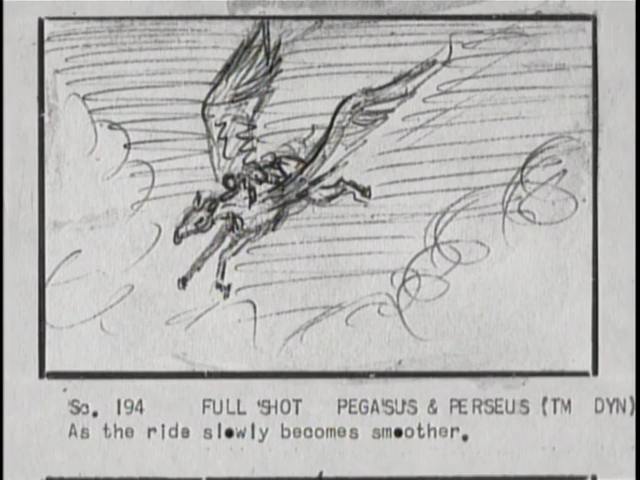 Sc. 194 FULL SHOT PEGASUS & PERSEUS (TM DYN)
As the ride slowly becomes smoother.